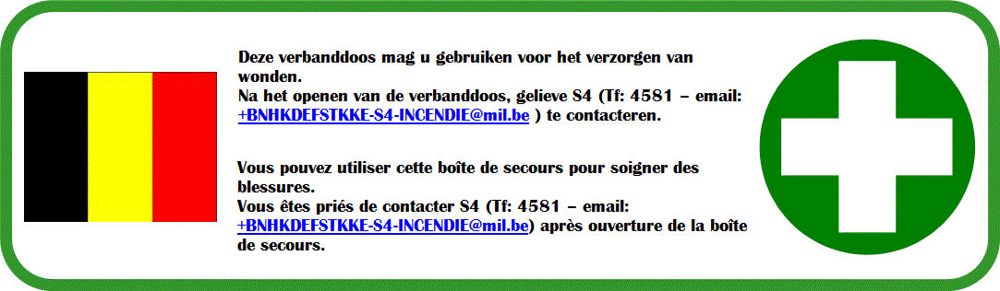 Deze verbanddoos mag u gebruiken voor het verzorgen van
wonden.
Na het openen van de verbanddoos, gelieve S4 (Tf: 4581 – email:
+BNHKDEFSTKKE-S4-INCENDIE@mil.be ) te contacteren.
Vous pouvez utiliser cette boîte de secours pour soigner des
blessures.
Vous êtes priés de contacter S4 (Tf: 4581 – email:
+BNHKDEFSTKKE-S4-INCENDIE@mil.be) après ouverture de la boîte
de secours.